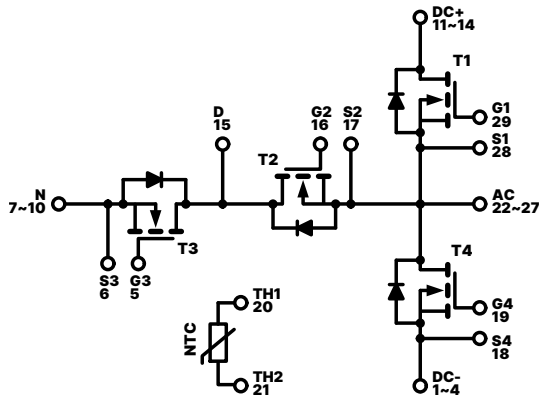 DC+
11~14
T1
G1
29
S1
28
D
15
G2
16
S2
17
T2
N
7~10
AC
22~27
T3
S3
6
G3
5
T4
G4
19
S4
18
TH1
20
NTC
TH2
21
DC-
1~4